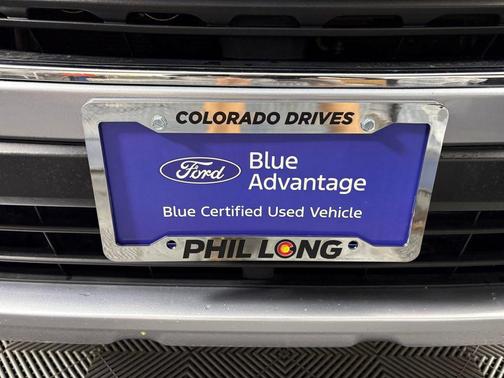 COLORADO DRIVES
Ford
Blue
Advantage
Blue Certified Used Vehicle
PHIL LONG